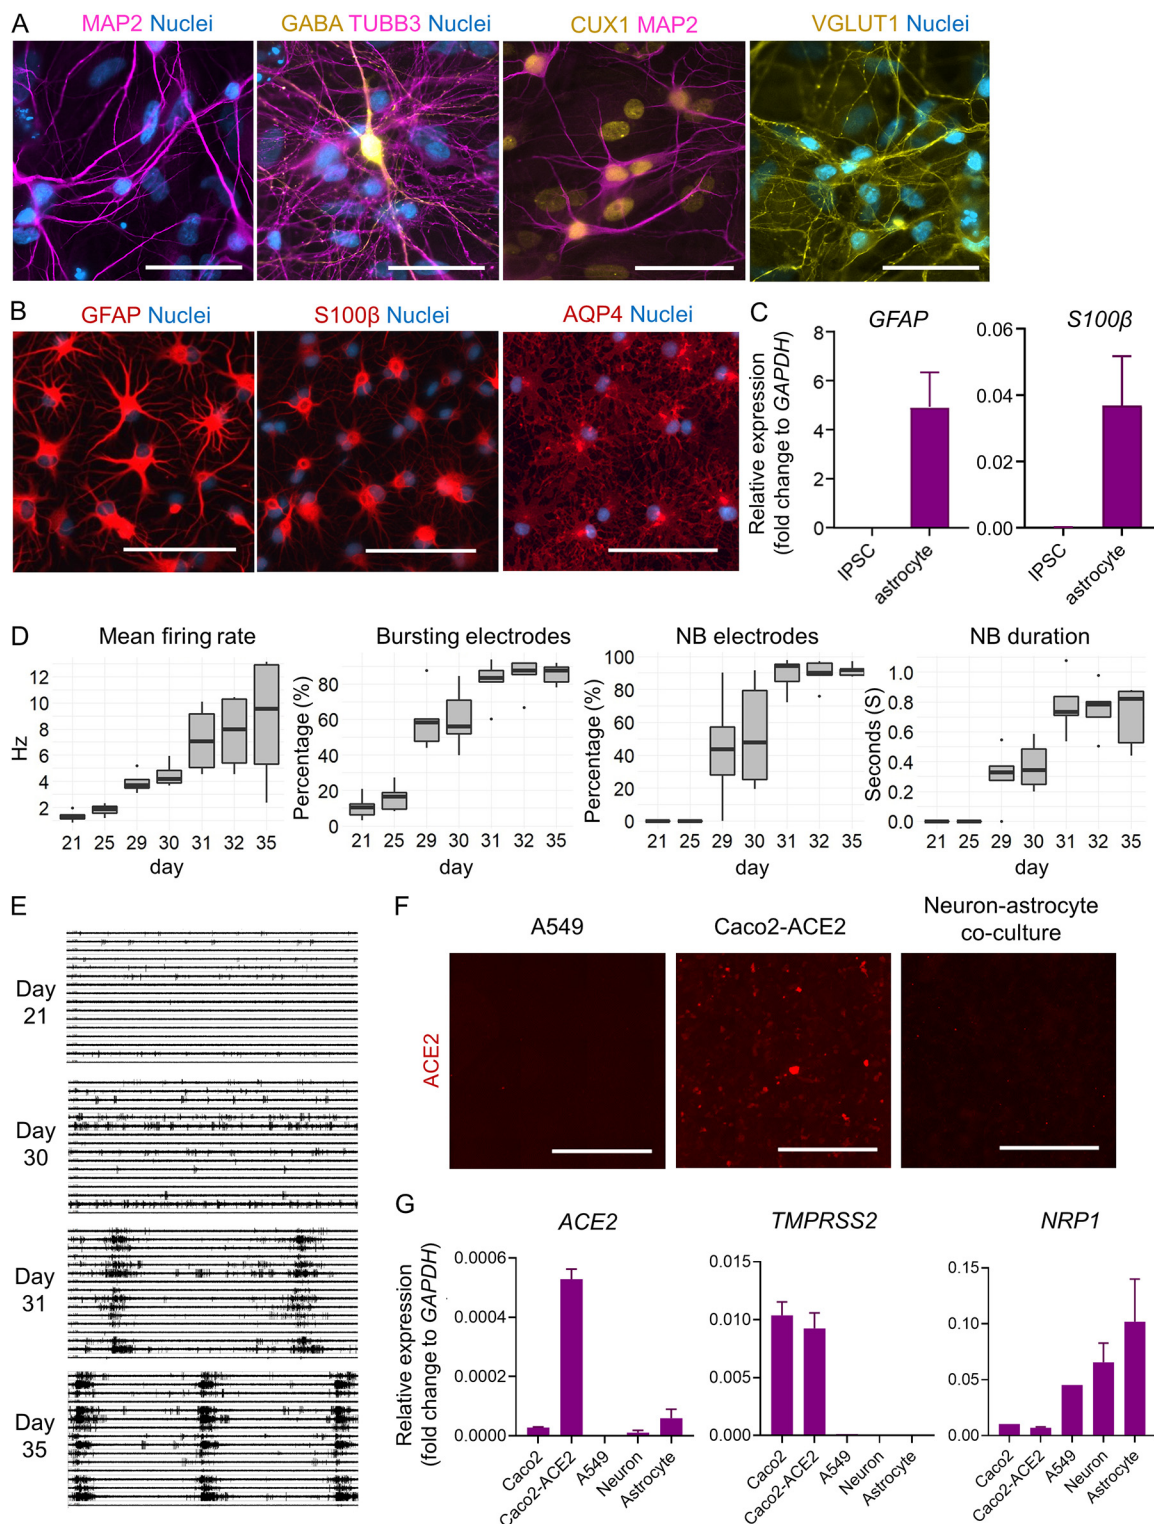 A
MAP2 Nuclei
GABA TUBB3 Nuclei
CUX1 MAP2
VGLUT1 Nuclei
B
GFAP Nuclei
S100β Nuclei
AQP4 Nuclei
C
GFAP
S100β
Relative expression
(fold change to GAPDH)
8
6
4
2
0
IPSC
astrocyte
0.06
0.04
0.02
0.00
IPSC
astrocyte
D
Mean firing rate
Hz
12
10
8
6
4
2
21 25 29 30 31 32 35
day
Bursting electrodes
Percentage (%)
80
60
40
20
0
21 25 29 30 31 32 35
day
NB electrodes
Percentage (%)
100
80
60
40
20
0
21 25 29 30 31 32 35
day
NB duration
Seconds (S)
1.0
0.8
0.6
0.4
0.2
0.0
21 25 29 30 31 32 35
day
E
Day
21
Day
30
Day
31
Day
35
F
A549
Caco2-ACE2
Neuron-astrocyte
co-culture
ACE2
G
ACE2
Relative expression
(fold change to GAPDH)
0.0006
0.0004
0.0002
0.0000
Caco2
Caco2-ACE2
A549
Neuron
Astrocyte
TMPRSS2
0.015
0.010
0.005
0.000
Caco2
Caco2-ACE2
A549
Neuron
Astrocyte
NRP1
0.15
0.10
0.05
0.00
Caco2
Caco2-ACE2
A549
Neuron
Astrocyte